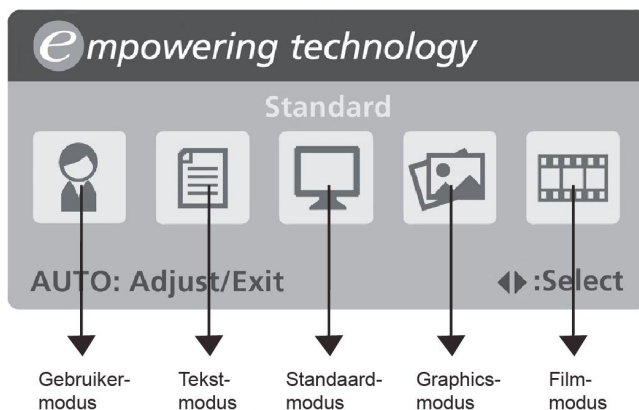 empowering technology
Standard
AUTO: Adjust/Exit ◀▶ :Select
Gebruiker- Tekst- Standaard- Graphics- Film-
modus modus modus modus modus